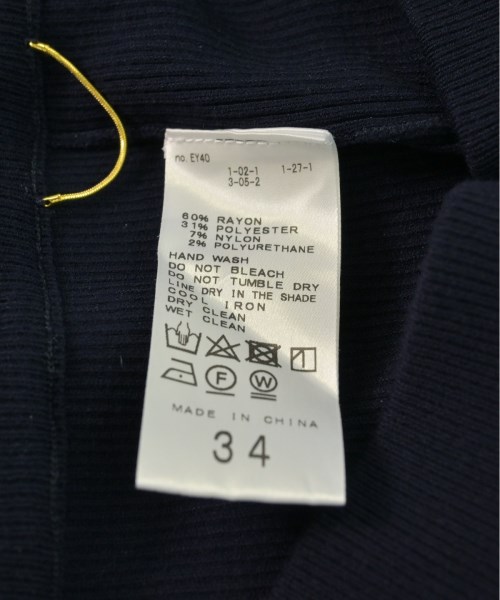 no. EY40
1-02-1 1-27-1
3-05-2
60% RAYON
31% POLYESTER
7% NYLON
2% POLYURETHANE
HAND WASH
DO NOT BLEACH
DO NOT TUMBLE DRY
LINE DRY IN THE SHADE
COOL IRON
DRY CLEAN
WET CLEAN
F W
MADE IN CHINA
34